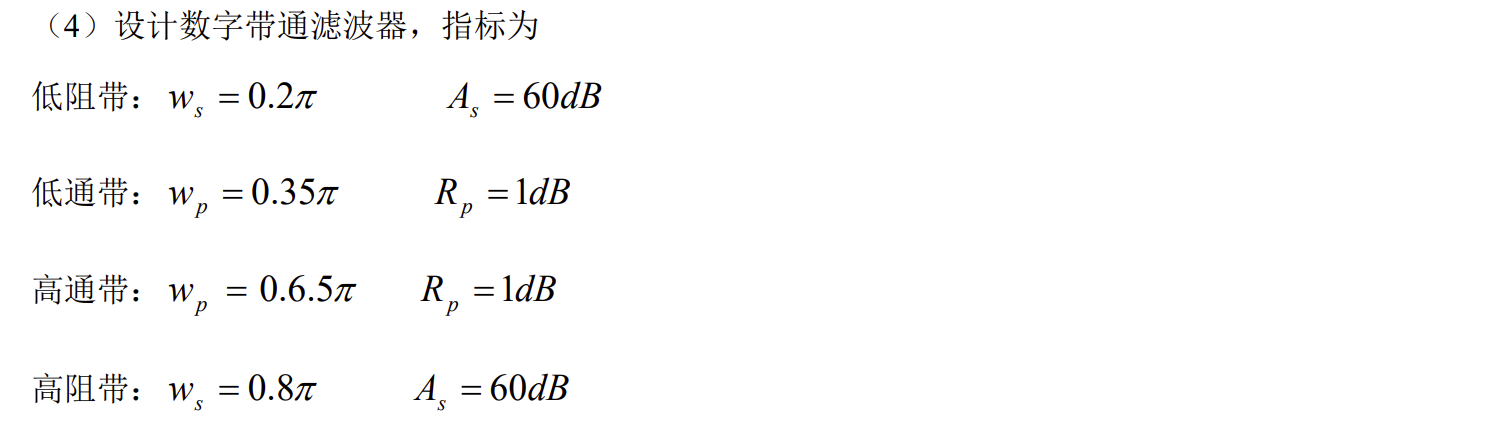 （4）设计数字带通滤波器，指标为
低阻带：w_s = 0.2π A_s = 60dB
低通带：w_p = 0.35π R_p = 1dB
高通带：w_p = 0.6.5π R_p = 1dB
高阻带：w_s = 0.8π A_s = 60dB